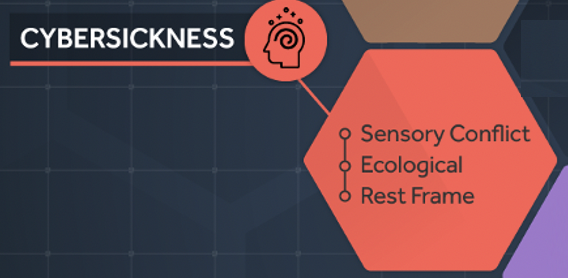 CYBERSICKNESS
Sensory Conflict
Ecological
Rest Frame